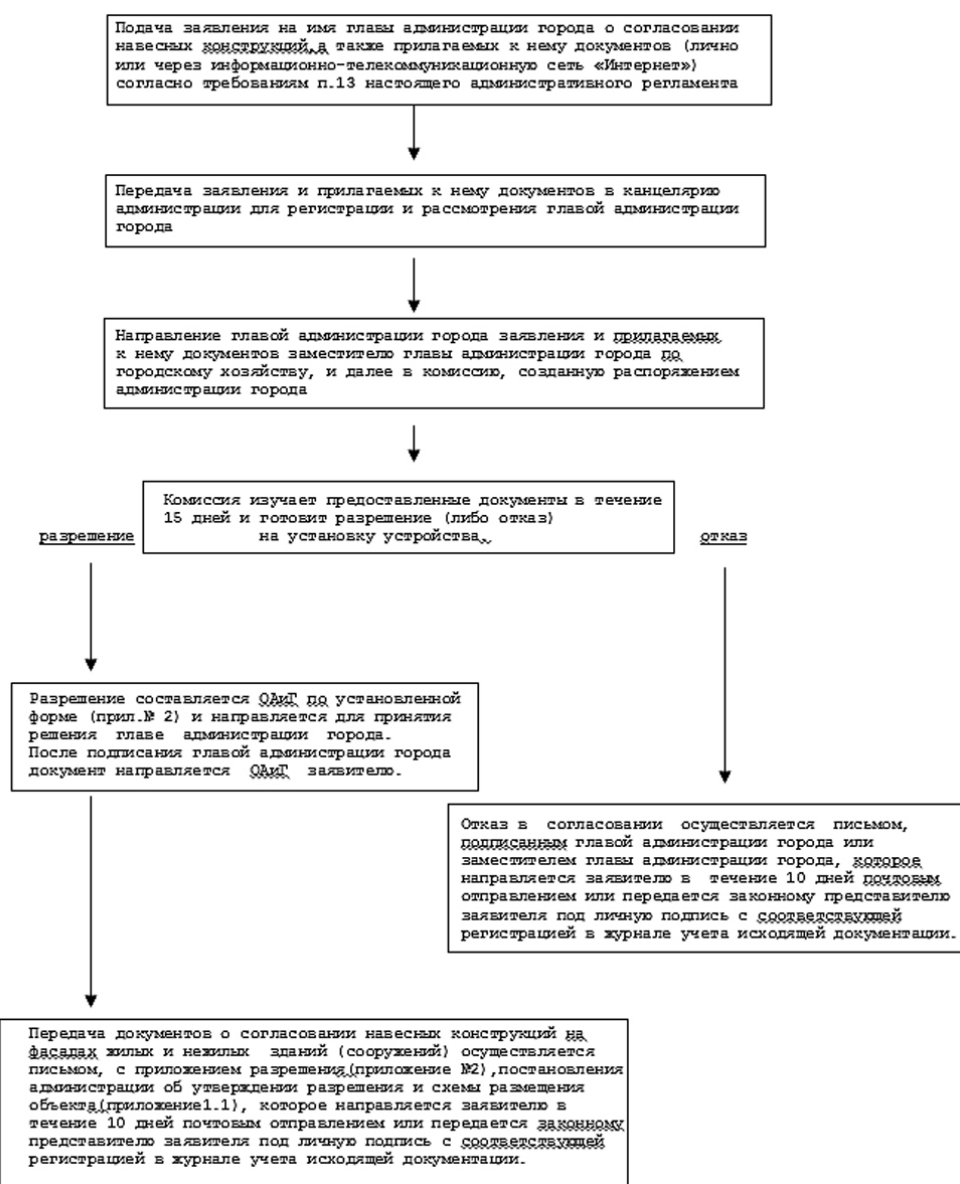 Подача заявления на имя главы администрации города о согласовании
навесных конструкций,а также прилагаемых к нему документов (лично
или через информационно-телекоммуникационную сеть «Интернет»)
согласно требованиям п.13 настоящего административного регламента
Передача заявления и прилагаемых к нему документов в канцелярию
администрации для регистрации и рассмотрения главой администрации
города
Направление главой администрации города заявления и прилагаемых
к нему документов заместителю главы администрации города по
городскому хозяйству, и далее в комиссию, созданную распоряжением
администрации города
Комиссия изучает предоставленные документы в течение
15 дней и готовит разрешение (либо отказ)
на установку устройства.
разрешение
отказ
Разрешение составляется ОАиГ по установленной
форме (прил.№ 2) и направляется для принятия
решения главе администрации города.
После подписания главой администрации города
документ направляется ОАиГ заявителю.
Отказ в согласовании осуществляется письмом,
подписанным главой администрации города или
заместителем главы администрации города, которое
направляется заявителю в течение 10 дней почтовым
отправлением или передается законному представителю
заявителя под личную подпись с соответствующей
регистрацией в журнале учета исходящей документации.
Передача документов о согласовании навесных конструкций на
фасадах жилых и нежилых зданий (сооружений) осуществляется
письмом, с приложением разрешения(приложение №2),постановления
администрации об утверждении разрешения и схемы размещения
объекта(приложение1.1), которое направляется заявителю в
течение 10 дней почтовым отправлением или передается законному
представителю заявителя под личную подпись с соответствующей
регистрацией в журнале учета исходящей документации.